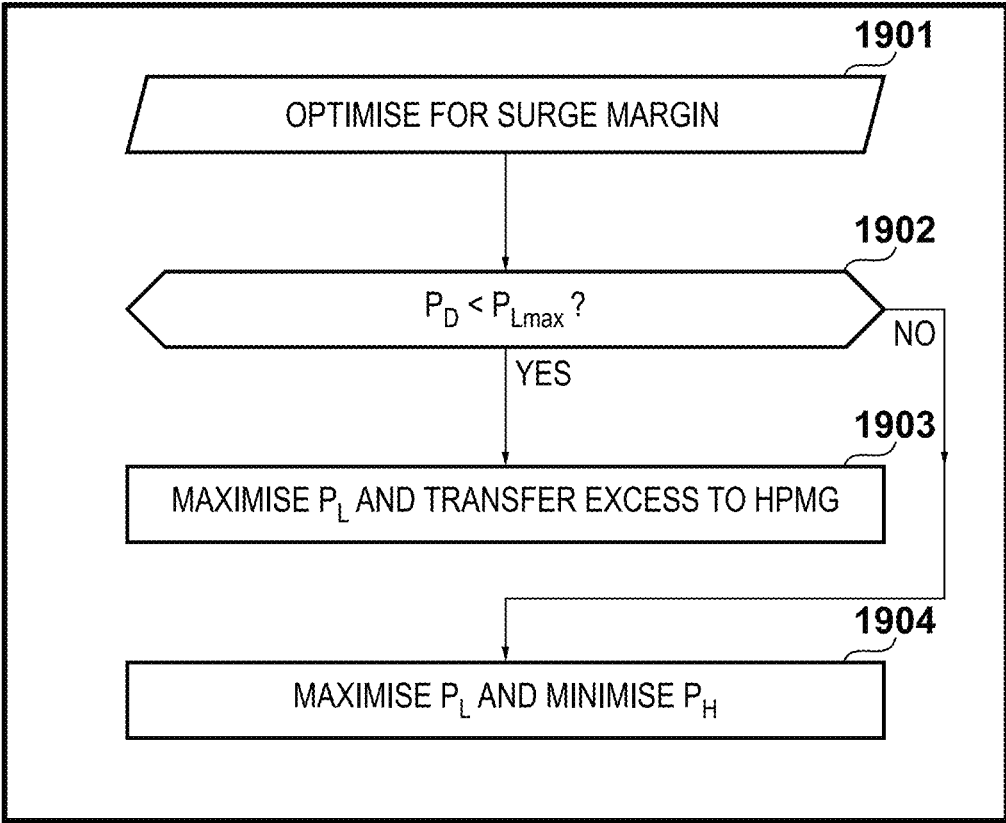 1901
OPTIMISE FOR SURGE MARGIN
1902
P_D < P_Lmax ?
NO
YES
1903
MAXIMISE P_L AND TRANSFER EXCESS TO HPMG
1904
MAXIMISE P_L AND MINIMISE P_H